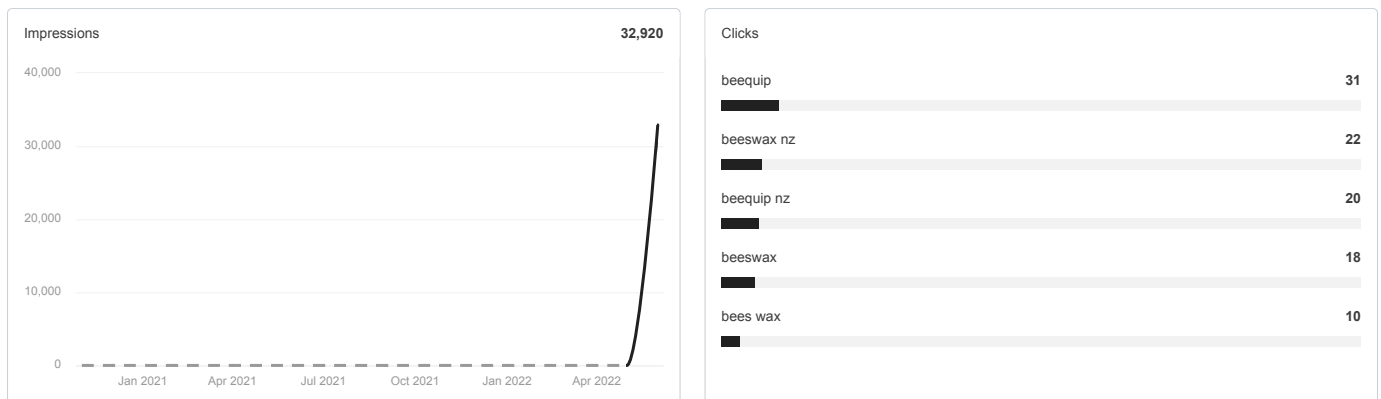 Impressions 32,920
40,000
30,000
20,000
10,000
0
Jan 2021 Apr 2021 Jul 2021 Oct 2021 Jan 2022 Apr 2022
Clicks
beequip 31
beeswax nz 22
beequip nz 20
beeswax 18
bees wax 10